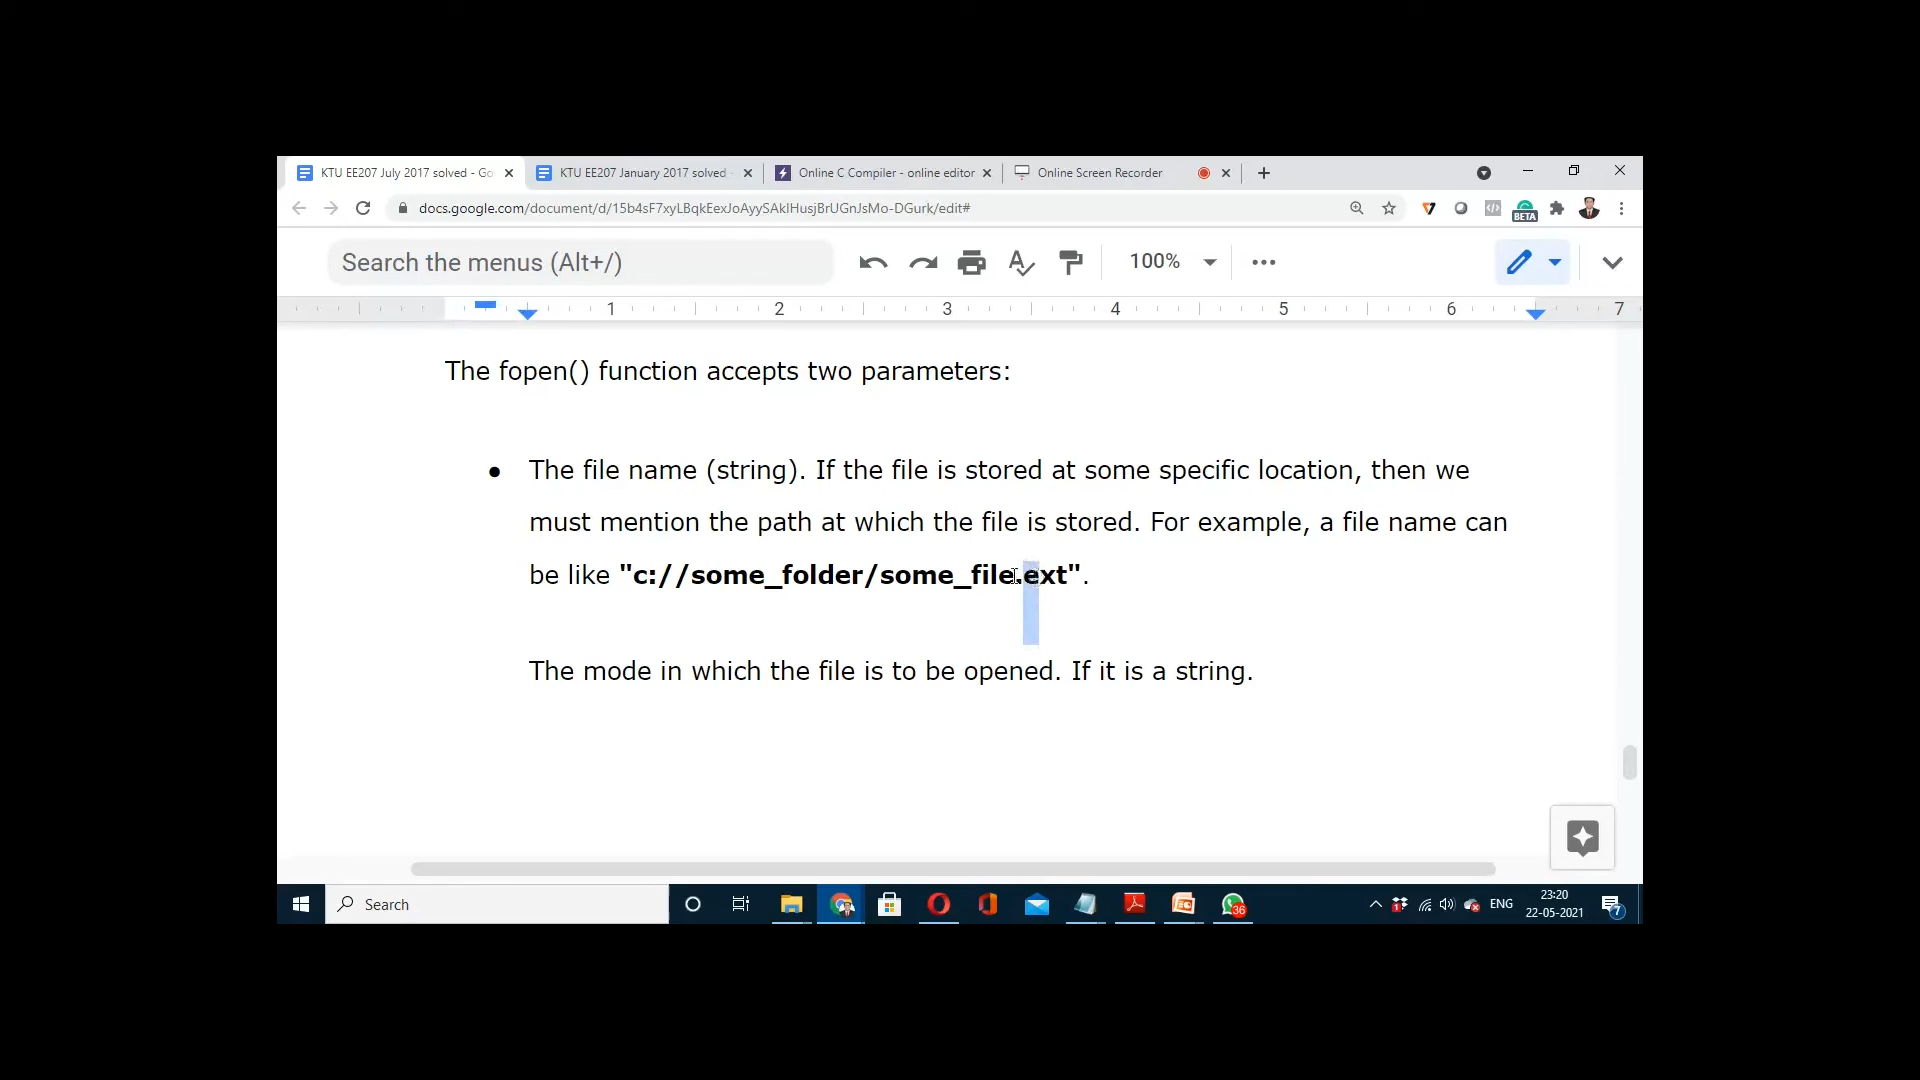 KTU EE207 July 2017 solved - Go
KTU EE207 January 2017 solved -
Online C Compiler - online editor
Online Screen Recorder
docs.google.com/document/d/15b4sF7xyLBqkEexJoAyySAkIHusjBrUGnJsMo-DGurk/edit#
BETA
Search the menus (Alt+/)
100%
1 2 3 4 5 6 7
The fopen() function accepts two parameters:
● The file name (string). If the file is stored at some specific location, then we
must mention the path at which the file is stored. For example, a file name can
be like "c://some_folder/some_file.ext".
The mode in which the file is to be opened. If it is a string.
Search
36
1
ENG
23:20
22-05-2021
7